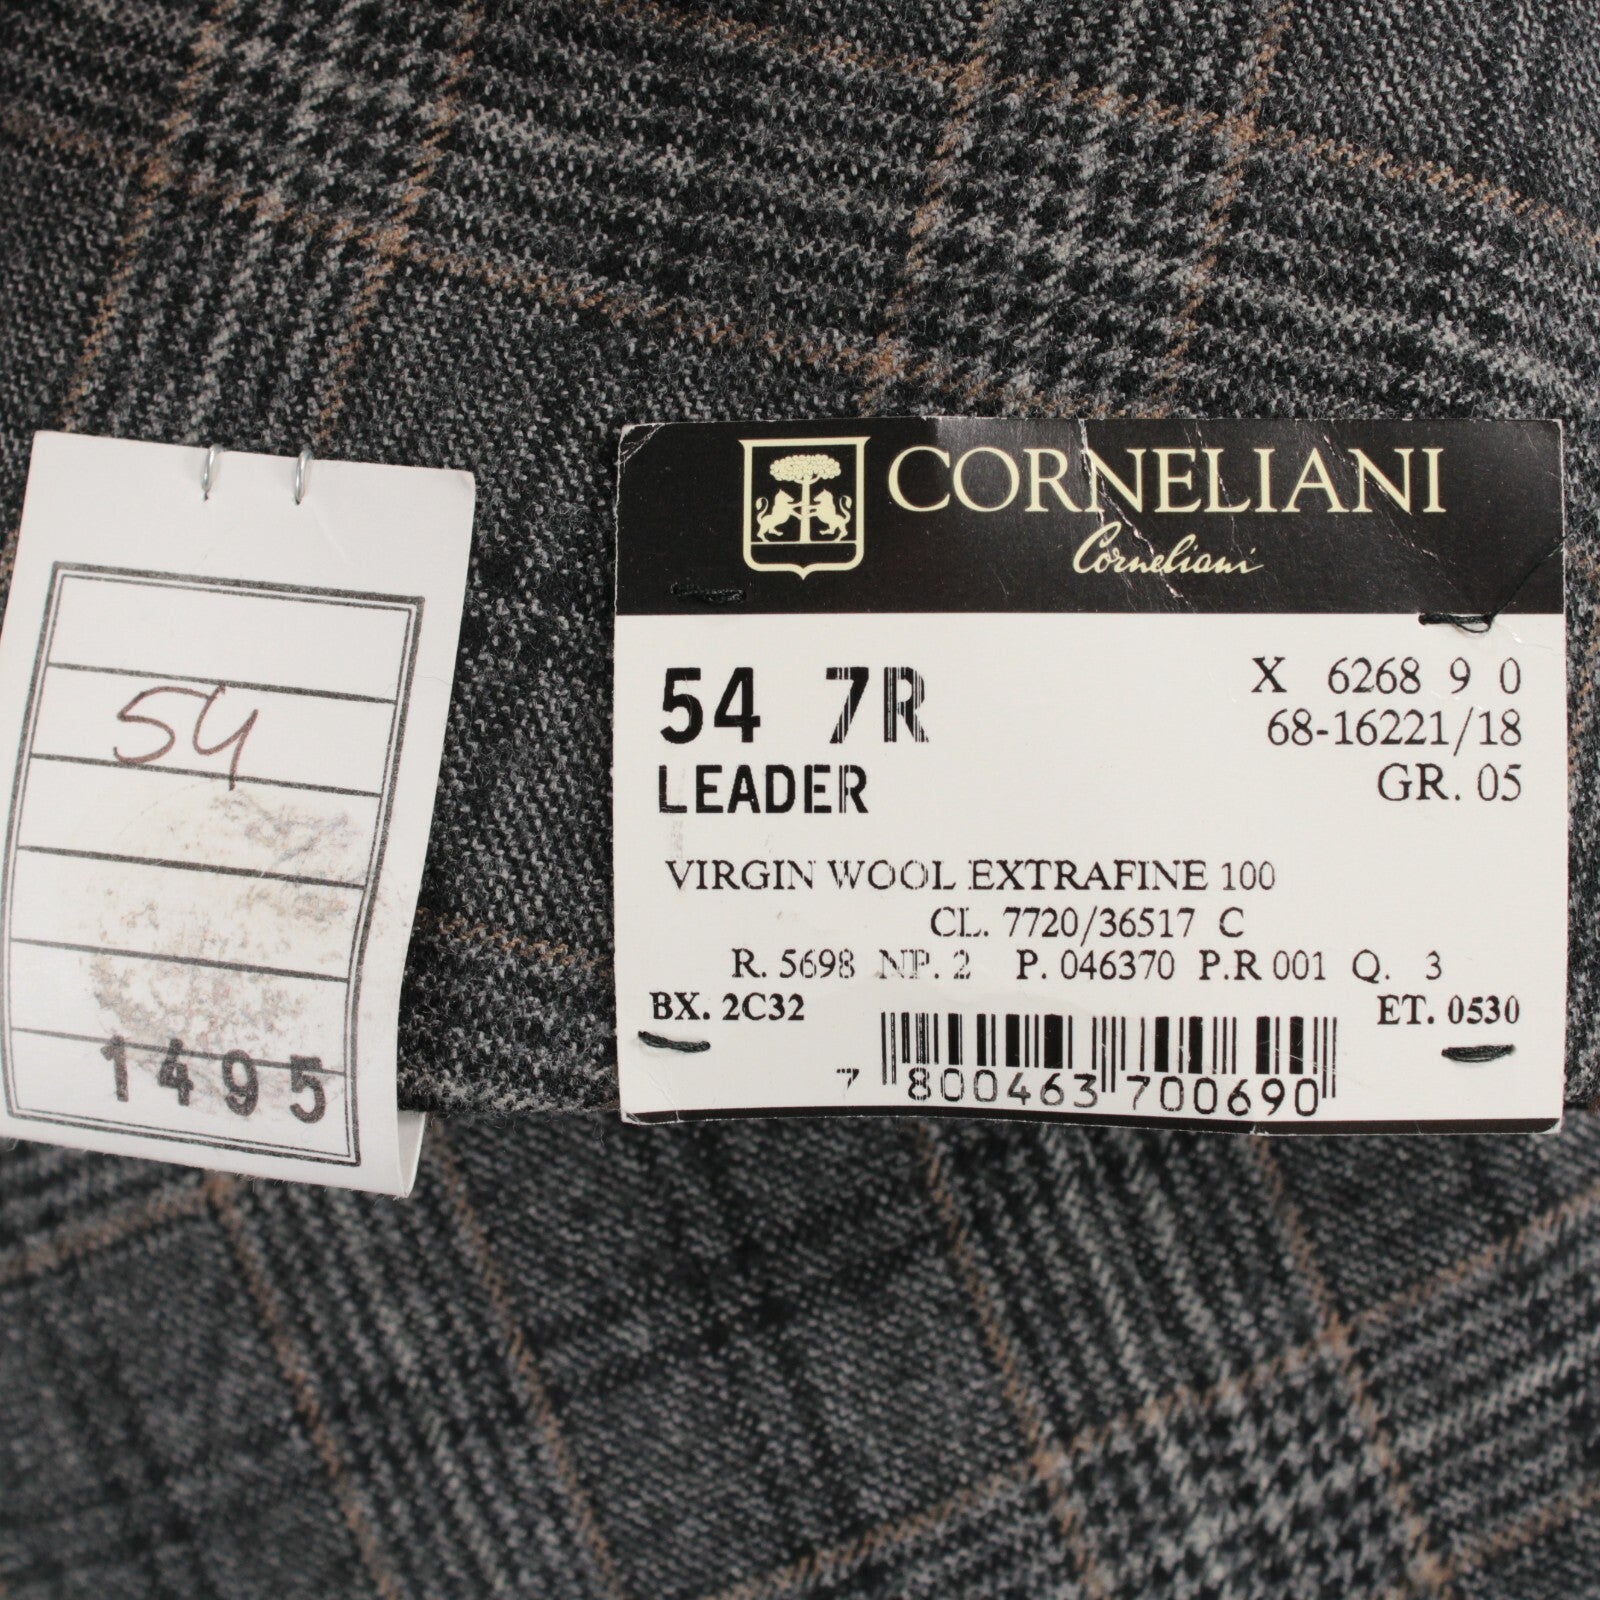 54
1495
CORNELIANI
Corneliani
54 7R
X 6268 9 0
68-16221/18
LEADER
GR. 05
VIRGIN WOOL EXTRAFINE 100
CL. 7720/36517 C
R. 5698 NP. 2 P. 046370 P.R 001 Q. 3
BX. 2C32
ET. 0530
7 800463 700690